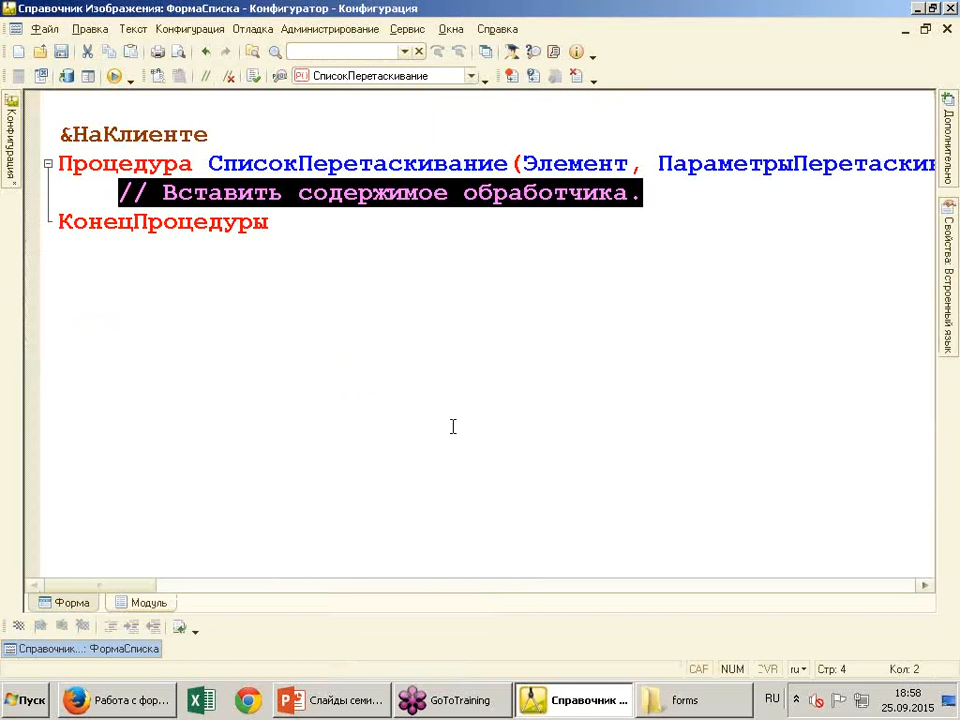 Справочник Изображения: ФормаСписка - Конфигуратор - Конфигурация
Файл Правка Текст Конфигурация Отладка Администрирование Сервис Окна Справка
СписокПеретаскивание
Конфигурация
Дополнительно
Свойства: Встроенный язык
&НаКлиенте
Процедура СписокПеретаскивание(Элемент, ПараметрыПеретаскив
// Вставить содержимое обработчика.
КонецПроцедуры
Форма Модуль
Справочник...: ФормаСписка
CAF NUM OVR ru Стр: 4 Кол: 2
Пуск Работа с фор... Слайды семи... GoToTraining Справочник ... forms RU 18:58
25.09.2015